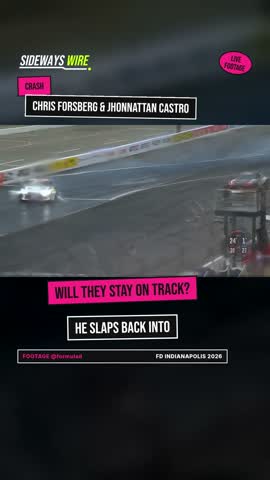 SIDEWAYS WIRE.
LIVE FOOTAGE
CRASH
CHRIS FORSBERG & JHONNATTAN CASTRO
WILL THEY STAY ON TRACK?
HE SLAPS BACK INTO
FOOTAGE @formulad
FD INDIANAPOLIS 2026